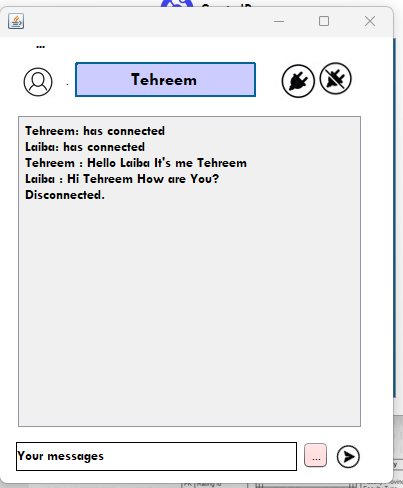 ...
.
Tehreem
Tehreem: has connected
Laiba: has connected
Tehreem : Hello Laiba It's me Tehreem
Laiba : Hi Tehreem How are You?
Disconnected.
Your messages
...